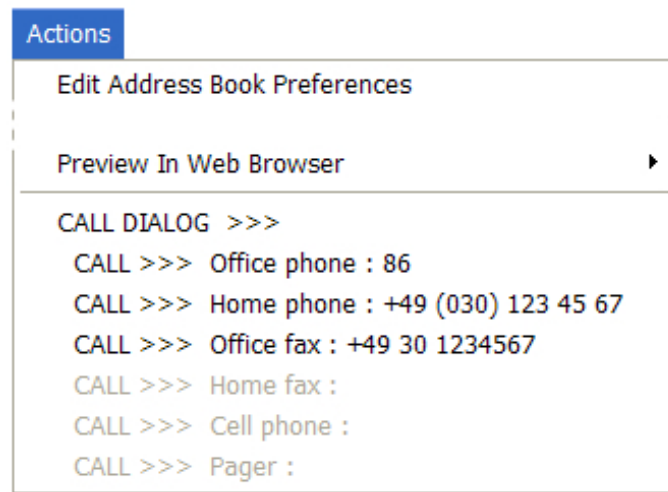 Actions
Edit Address Book Preferences
Preview In Web Browser
CALL DIALOG >>>
CALL >>> Office phone : 86
CALL >>> Home phone : +49 (030) 123 45 67
CALL >>> Office fax : +49 30 1234567
CALL >>> Home fax :
CALL >>> Cell phone :
CALL >>> Pager :